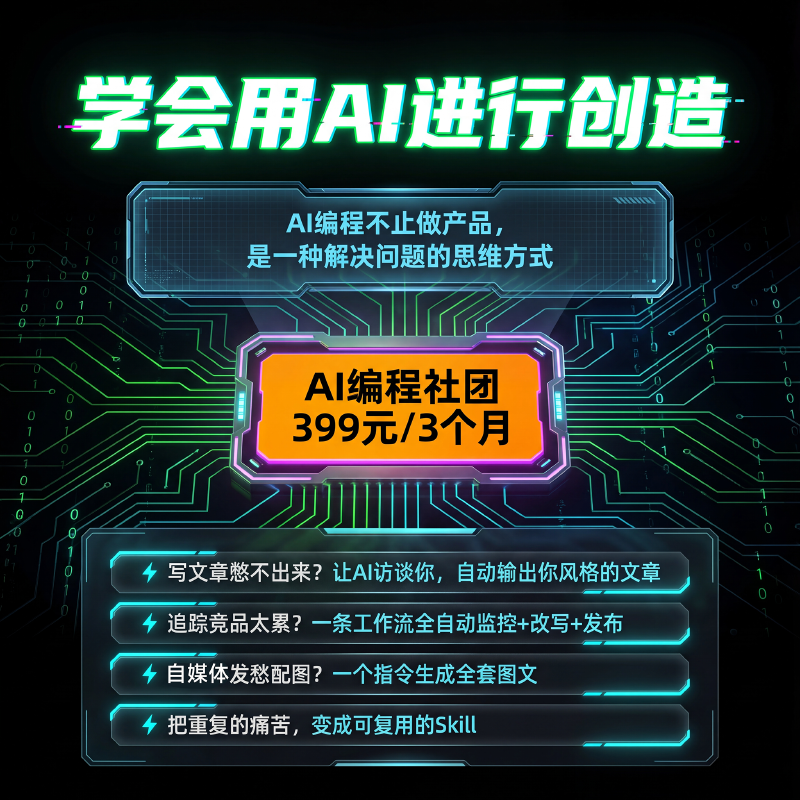 学会用AI进行创造
AI编程不止做产品，
是一种解决问题的思维方式
AI编程社团
399元/3个月
写文章憋不出来？让AI访谈你，自动输出你风格的文章
追踪竞品太累？一条工作流全自动监控+改写+发布
自媒体发愁配图？一个指令生成全套图文
把重复的痛苦，变成可复用的Skill